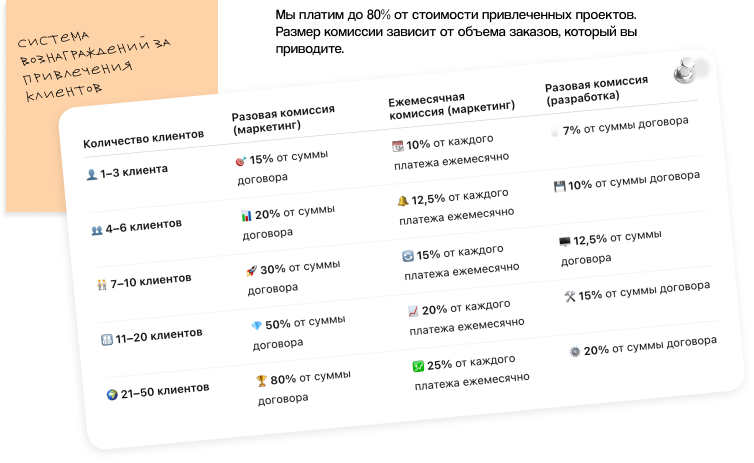 СИСТЕМА
ВОЗНАГРАЖДЕНИЙ ЗА
ПРИВЛЕЧЕНИЯ
КЛИЕНТОВ
Мы платим до 80% от стоимости привлеченных проектов.
Размер комиссии зависит от объема заказов, который вы
приводите.
Количество клиентов
Разовая комиссия
(маркетинг)
Ежемесячная
комиссия (маркетинг)
Разовая комиссия
(разработка)
1–3 клиента
15% от суммы
договора
10% от каждого
платежа ежемесячно
7% от суммы договора
4–6 клиентов
20% от суммы
договора
12,5% от каждого
платежа ежемесячно
10% от суммы договора
7–10 клиентов
30% от суммы
договора
15% от каждого
платежа ежемесячно
12,5% от суммы
договора
11–20 клиентов
50% от суммы
договора
20% от каждого
платежа ежемесячно
15% от суммы договора
21–50 клиентов
80% от суммы
договора
25% от каждого
платежа ежемесячно
20% от суммы договора